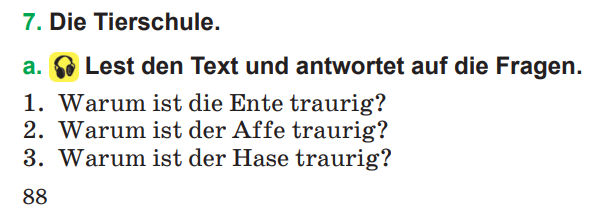 7. Die Tierschule.
a. Lest den Text und antwortet auf die Fragen.
1. Warum ist die Ente traurig?
2. Warum ist der Affe traurig?
3. Warum ist der Hase traurig?
88